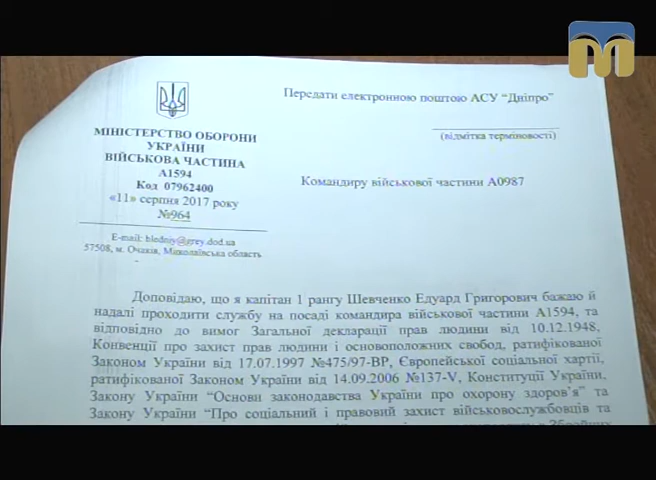 Передати електронною поштою АСУ "Дніпро"
(відмітка терміновості)
МІНІСТЕРСТВО ОБОРОНИ
УКРАЇНИ
ВІЙСЬКОВА ЧАСТИНА
А1594
Код 07962400
«11» серпня 2017 року
№964
E-mail: hledniy@grey.dod.ua
57508, м. Очаків, Миколаївська область
Командиру військової частини А0987
Доповідаю, що я капітан 1 рангу Шевченко Едуард Григорович бажаю й
надалі проходити службу на посаді командира військової частини А1594, та
відповідно до вимог Загальної декларації прав людини від 10.12.1948,
Конвенції про захист прав людини і основоположних свобод, ратифікованої
Законом України від 17.07.1997 №475/97-ВР, Європейської соціальної хартії,
ратифікованої Законом України від 14.09.2006 №137-V, Конституції України,
Закону України "Основи законодавства України про охорону здоров'я" та
Закону України "Про соціальний і правовий захист військовослужбовців та